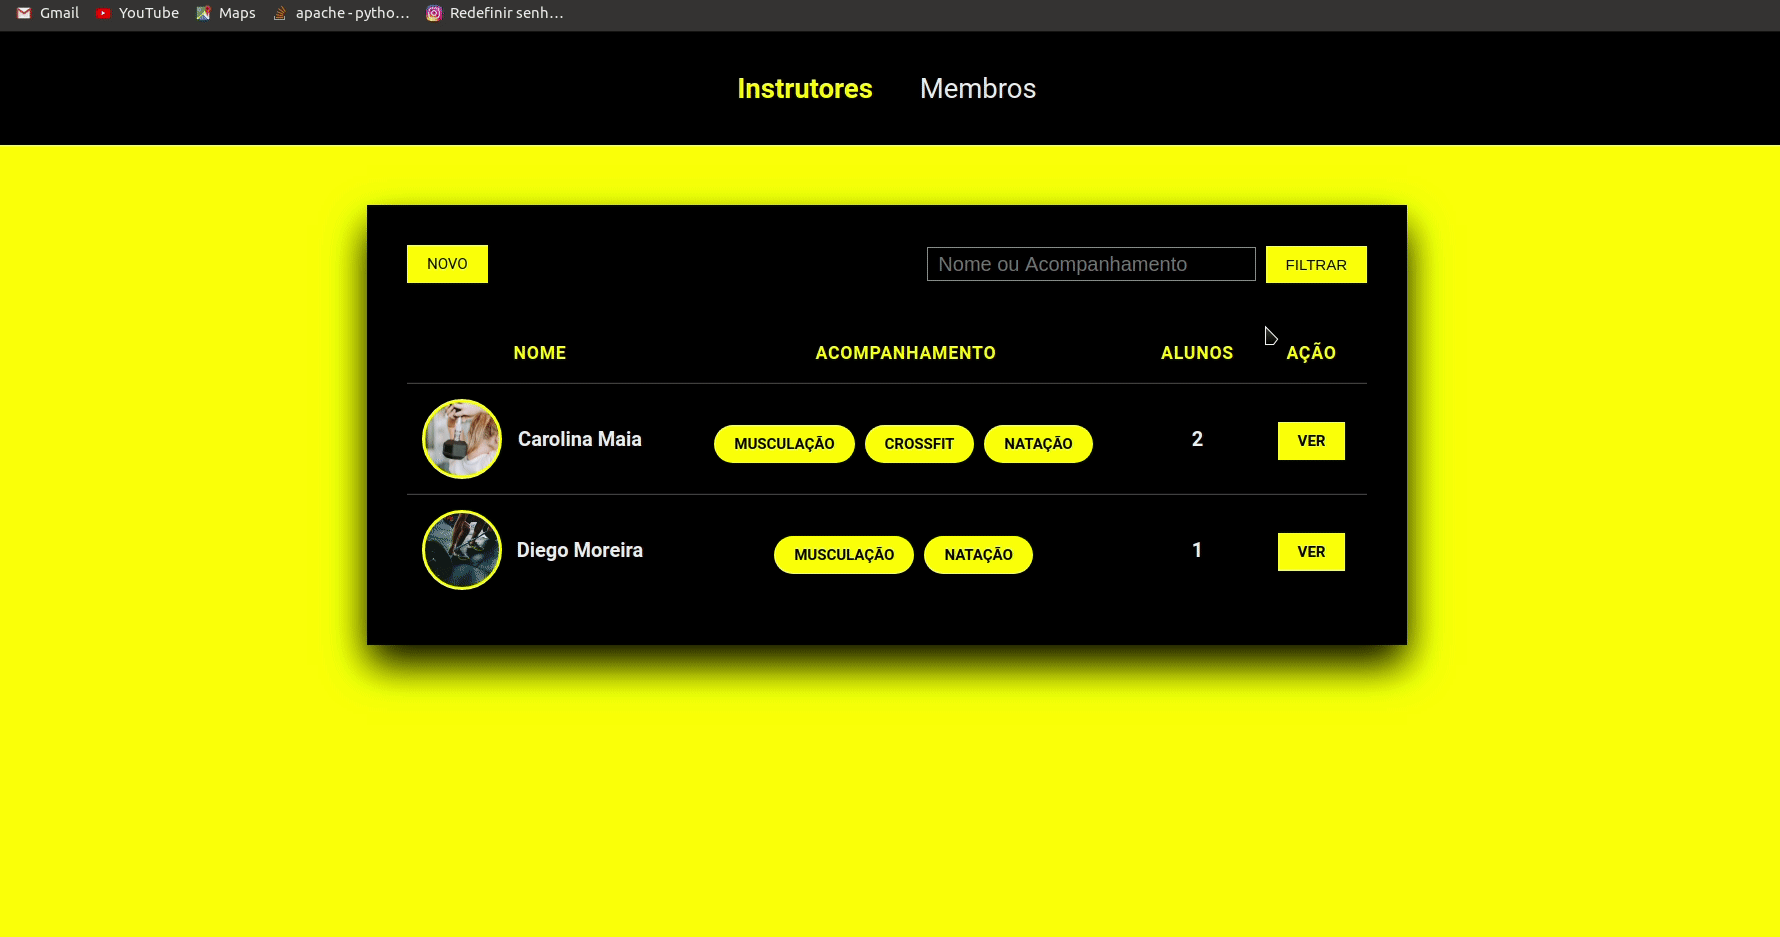 Gmail YouTube Maps apache - pytho... Redefinir senh...
Instrutores Membros
NOVO Nome ou Acompanhamento FILTRAR
NOME ACOMPANHAMENTO ALUNOS AÇÃO
Carolina Maia MUSCULAÇÃO CROSSFIT NATAÇÃO 2 VER
Diego Moreira MUSCULAÇÃO NATAÇÃO 1 VER